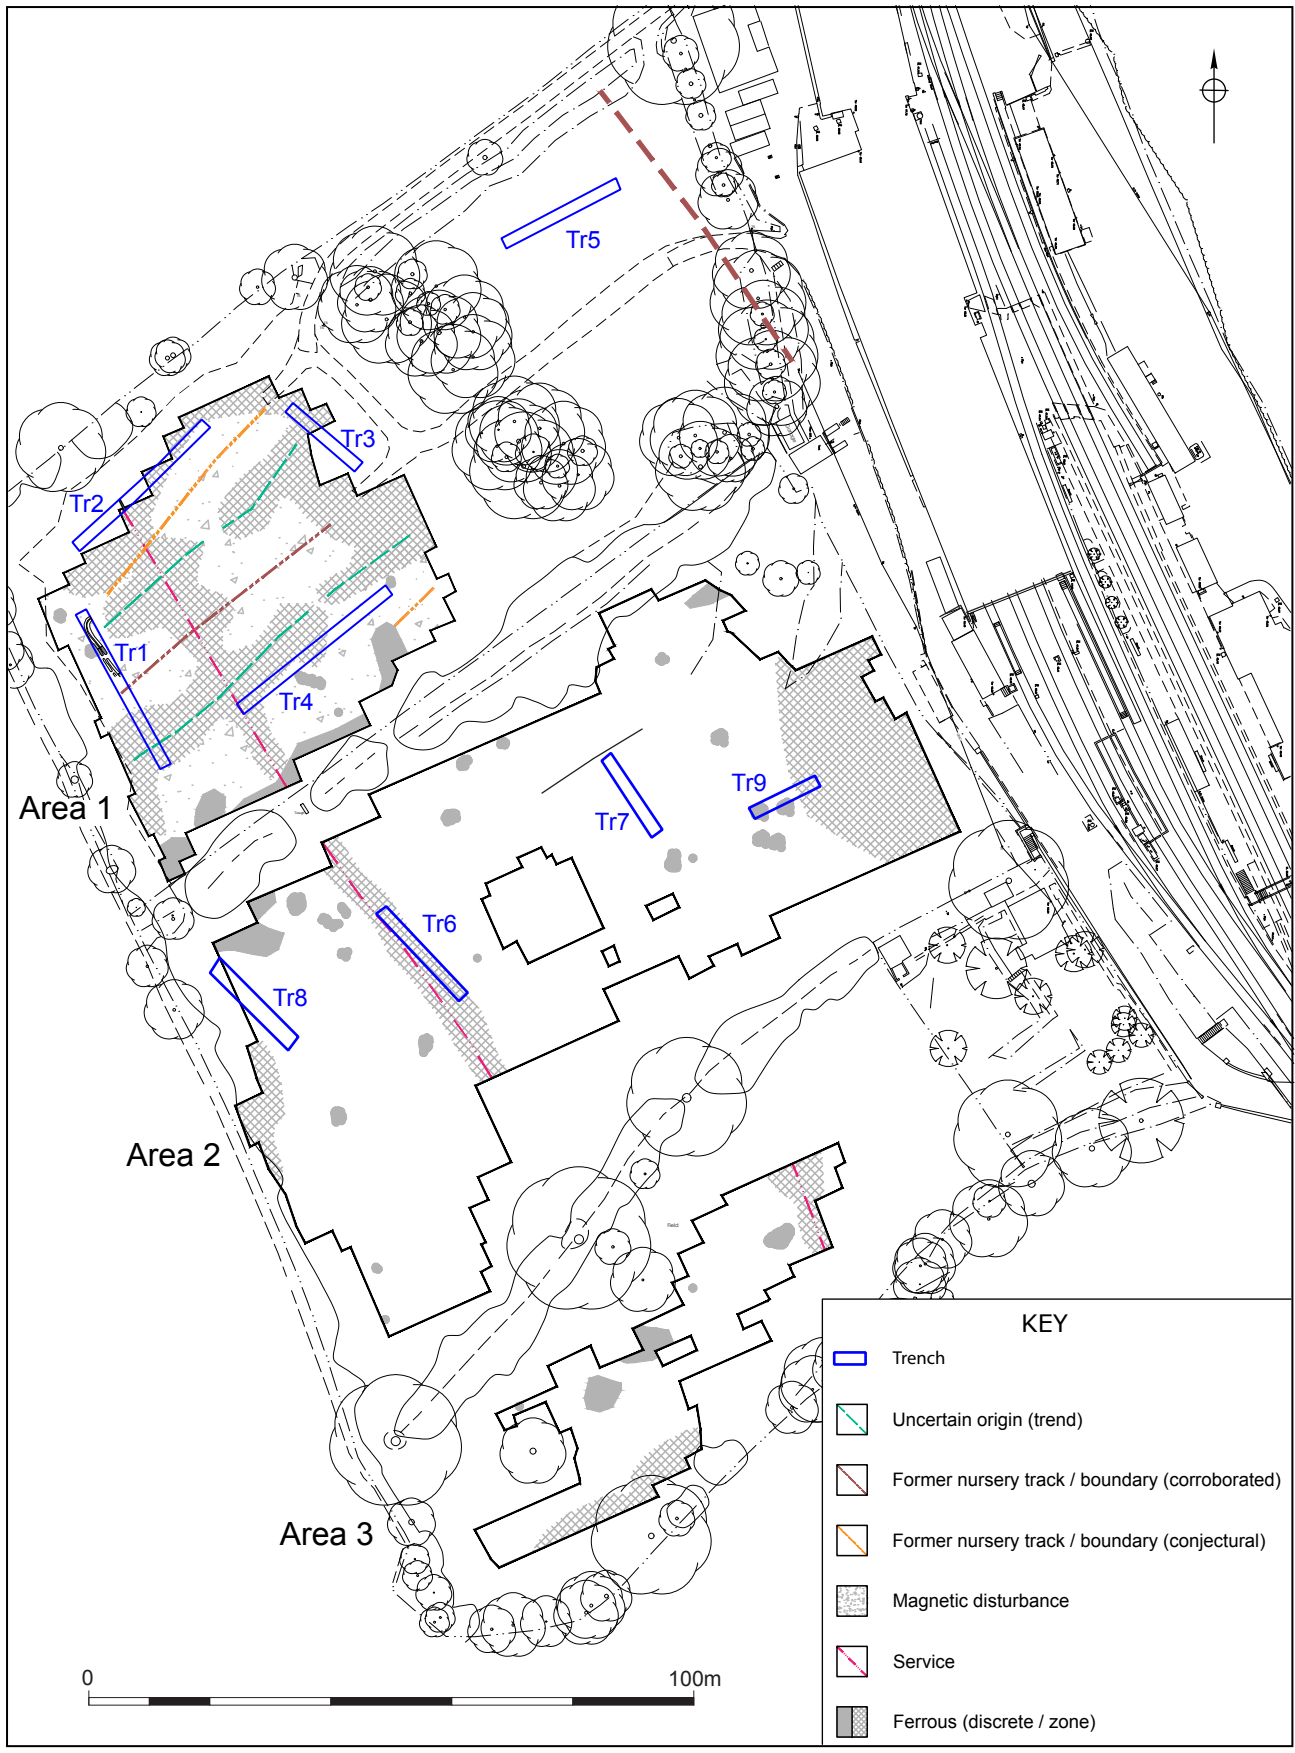 Tr5
Tr3
Tr2
Tr1
Tr4
Area 1
Tr9
Tr7
Tr6
Tr8
Area 2
Field
Area 3
KEY
Trench
Uncertain origin (trend)
Former nursery track / boundary (corroborated)
Former nursery track / boundary (conjectural)
Magnetic disturbance
Service
Ferrous (discrete / zone)
0 100m